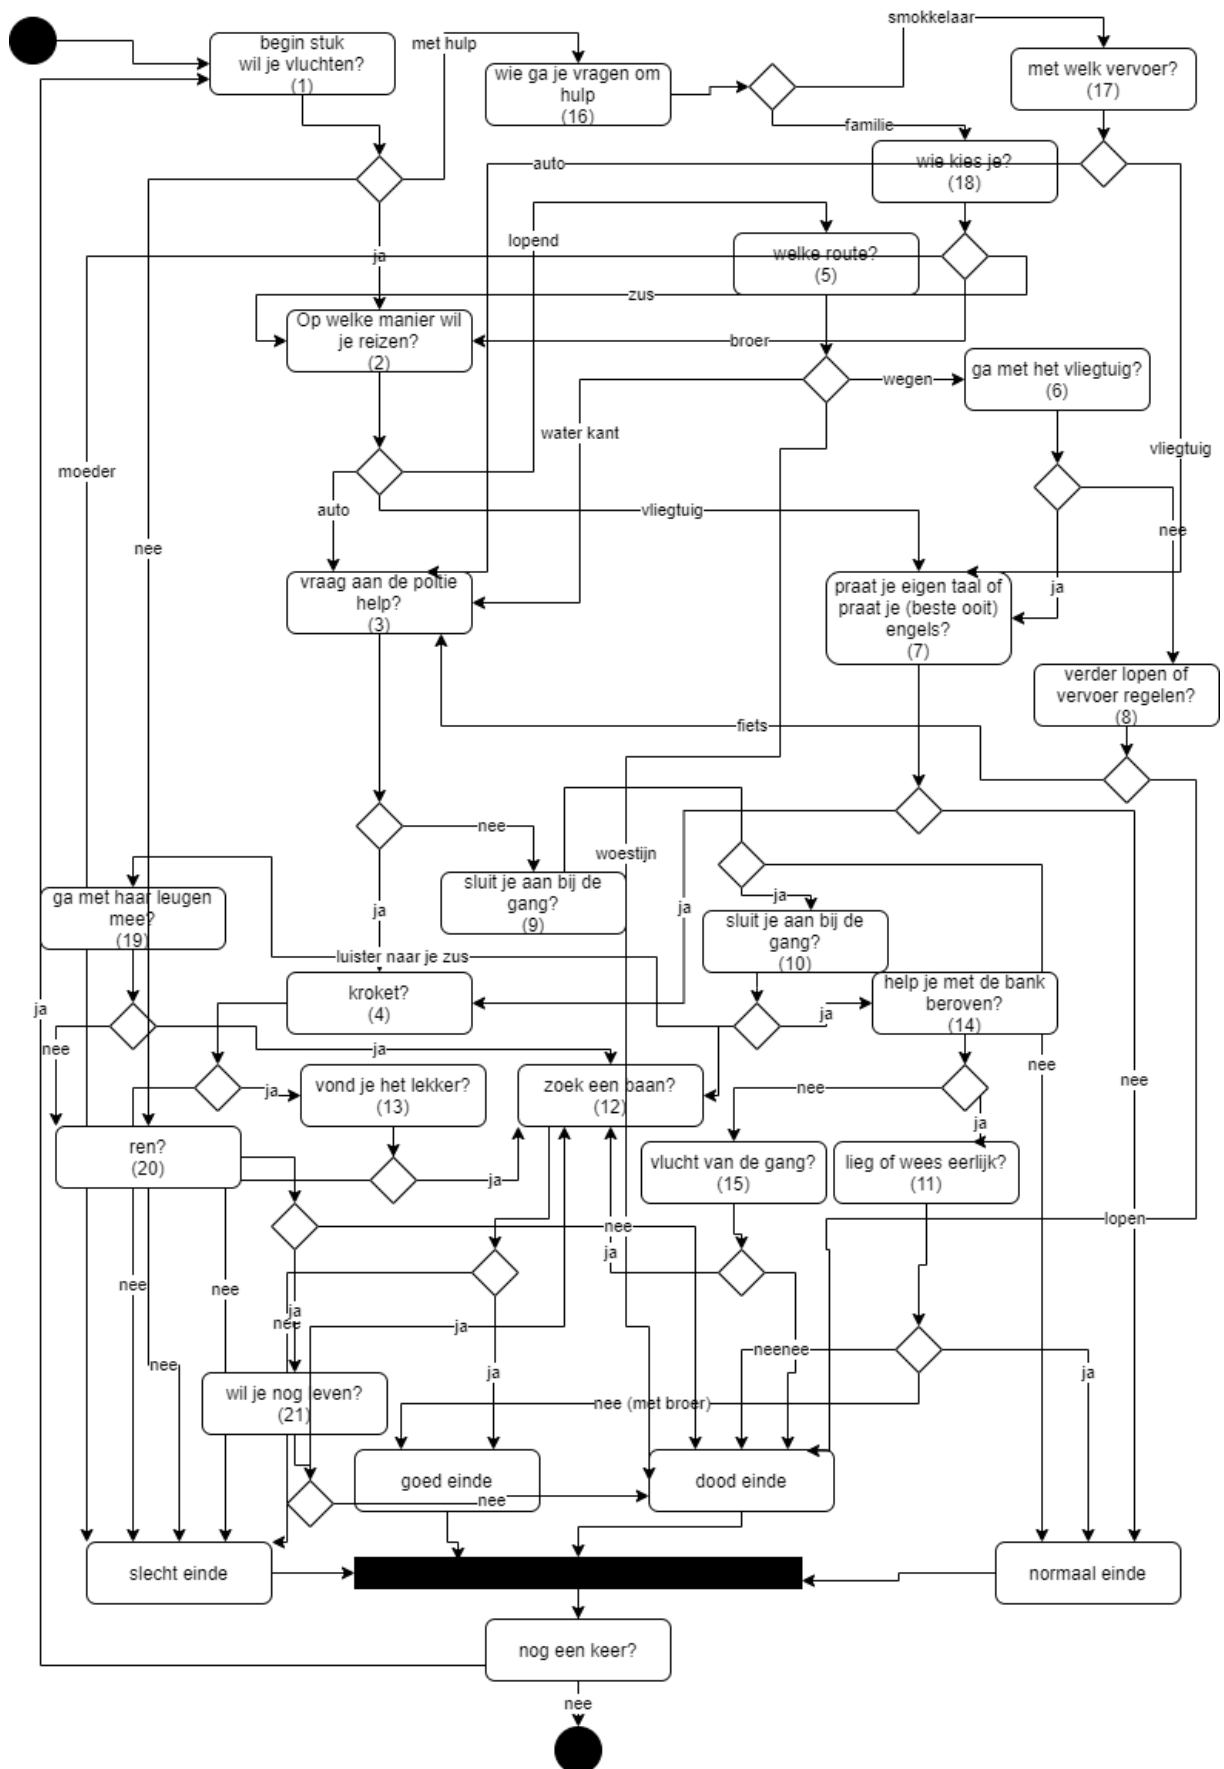 smokkelaar
begin stuk
wil je vluchten?
(1)
met hulp
wie ga je vragen om
hulp
(16)
met welk vervoer?
(17)
familie
auto
wie kies je?
(18)
lopend
ja
welke route?
(5)
zus
Op welke manier wil
je reizen?
(2)
broer
ga met het vliegtuig?
(6)
wegen
water kant
moeder
vliegtuig
auto
vliegtuig
nee
nee
vraag aan de politie
help?
(3)
praat je eigen taal of
praat je (beste ooit)
engels?
(7)
ja
verder lopen of
vervoer regelen?
(8)
fiets
nee
woestijn
sluit je aan bij de
gang?
(9)
ja
ga met haar leugen
mee?
(19)
ja
ja
sluit je aan bij de
gang?
(10)
luister naar je zus
kroket?
(4)
help je met de bank
beroven?
(14)
ja
ja
nee
ja
nee
nee
ja
vond je het lekker?
(13)
zoek een baan?
(12)
nee
ja
ren?
(20)
ja
vlucht van de gang?
(15)
lieg of wees eerlijk?
(11)
lopen
nee
ja
nee
nee
ja
nee
ja
neenee
nee
ja
ja
wil je nog leven?
(21)
nee (met broer)
goed einde
dood einde
nee
slecht einde
normaal einde
nog een keer?
nee